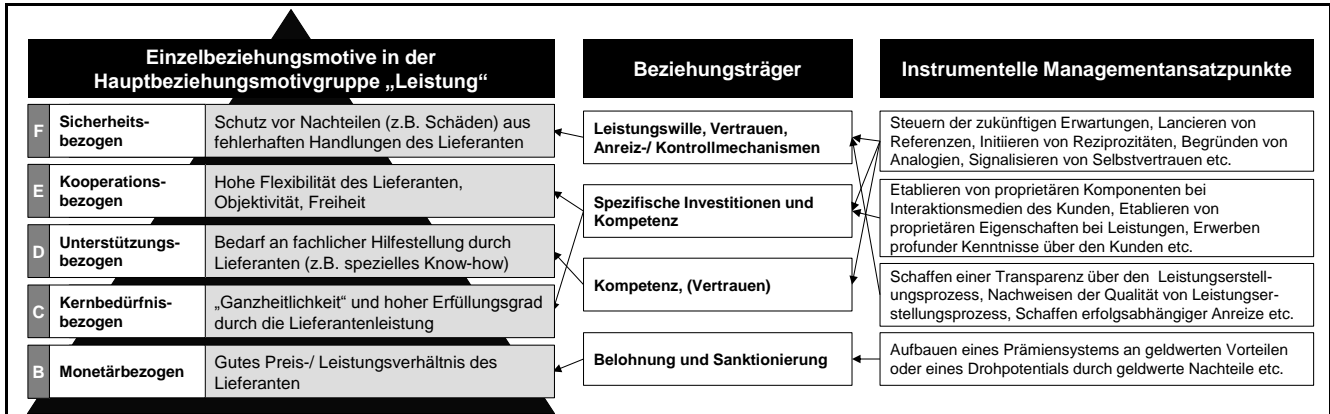 Einzelbeziehungsmotive in der
Hauptbeziehungsmotivgruppe „Leistung“
Beziehungsträger
Instrumentelle Managementansatzpunkte
F
Sicherheits-
bezogen
Schutz vor Nachteilen (z.B. Schäden) aus
fehlerhaften Handlungen des Lieferanten
E
Kooperations-
bezogen
Hohe Flexibilität des Lieferanten,
Objektivität, Freiheit
D
Unterstützungs-
bezogen
Bedarf an fachlicher Hilfestellung durch
Lieferanten (z.B. spezielles Know-how)
C
Kernbedürfnis-
bezogen
„Ganzheitlichkeit“ und hoher Erfüllungsgrad
durch die Lieferantenleistung
B
Monetärbezogen
Gutes Preis-/ Leistungsverhältnis des
Lieferanten
Leistungswille, Vertrauen,
Anreiz-/ Kontrollmechanismen
Spezifische Investitionen und
Kompetenz
Kompetenz, (Vertrauen)
Belohnung und Sanktionierung
Steuern der zukünftigen Erwartungen, Lancieren von
Referenzen, Initiieren von Reziprozitäten, Begründen von
Analogien, Signalisieren von Selbstvertrauen etc.
Etablieren von proprietären Komponenten bei
Interaktionsmedien des Kunden, Etablieren von
proprietären Eigenschaften bei Leistungen, Erwerben
profunder Kenntnisse über den Kunden etc.
Schaffen einer Transparenz über den Leistungserstel-
lungsprozess, Nachweisen der Qualität von Leistungser-
stellungsprozess, Schaffen erfolgsabhängiger Anreize etc.
Aufbauen eines Prämiensystems an geldwerten Vorteilen
oder eines Drohpotentials durch geldwerte Nachteile etc.